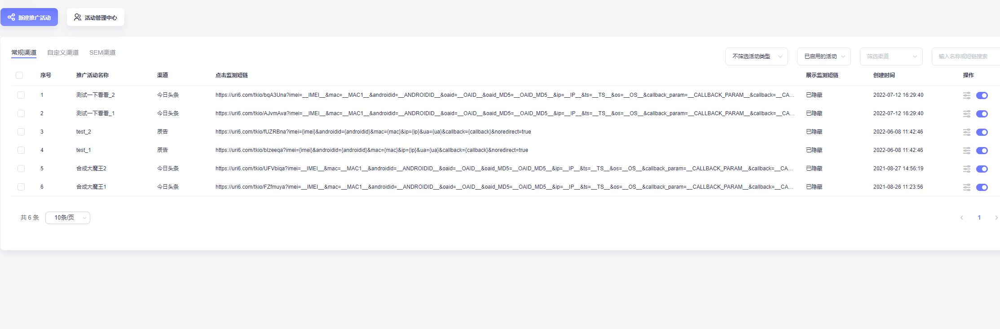 新建推广活动 活动管理中心
常规渠道 自定义渠道 SEM渠道 不筛选活动类型 已启用的活动 筛选渠道 输入名称或短链搜索
序号 推广活动名称 渠道 点击监测短链 展示监测短链 创建时间 操作
1 测试一下看看_2 今日头条 https://uri6.com/tkio/bqA3Una?imei=__IMEI__&mac=__MAC1__&androidid=__ANDROIDID__&oaid=__OAID__&oaid_MD5=__OAID_MD5__&ip=__IP__&ts=__TS__&os=__OS__&callback_param=__CALLBACK_PARAM__&callback=__CA... 已隐藏 2022-07-12 16:29:40
2 测试一下看看_1 今日头条 https://uri6.com/tkio/AJvmAva?imei=__IMEI__&mac=__MAC1__&androidid=__ANDROIDID__&oaid=__OAID__&oaid_MD5=__OAID_MD5__&ip=__IP__&ts=__TS__&os=__OS__&callback_param=__CALLBACK_PARAM__&callback=__CA... 已隐藏 2022-07-12 16:29:40
3 test_2 辰告 https://uri6.com/tkio/fUZRBna?imei={imei}&androidid={androidid}&mac={mac}&ip={ip}&ua={ua}&callback={callback}&noredirect=true 已隐藏 2022-06-08 11:42:46
4 test_1 辰告 https://uri6.com/tkio/bIzeeqa?imei={imei}&androidid={androidid}&mac={mac}&ip={ip}&ua={ua}&callback={callback}&noredirect=true 已隐藏 2022-06-08 11:42:46
5 合成大魔王2 今日头条 https://uri6.com/tkio/UFVbiqa?imei=__IMEI__&mac=__MAC1__&androidid=__ANDROIDID__&oaid=__OAID__&oaid_MD5=__OAID_MD5__&ip=__IP__&ts=__TS__&os=__OS__&callback_param=__CALLBACK_PARAM__&callback=__CA... 已隐藏 2021-08-27 14:56:19
6 合成大魔王1 今日头条 https://uri6.com/tkio/FZfmuya?imei=__IMEI__&mac=__MAC1__&androidid=__ANDROIDID__&oaid=__OAID__&oaid_MD5=__OAID_MD5__&ip=__IP__&ts=__TS__&os=__OS__&callback_param=__CALLBACK_PARAM__&callback=__CA... 已隐藏 2021-08-26 11:23:56
共 6 条 10条/页 1